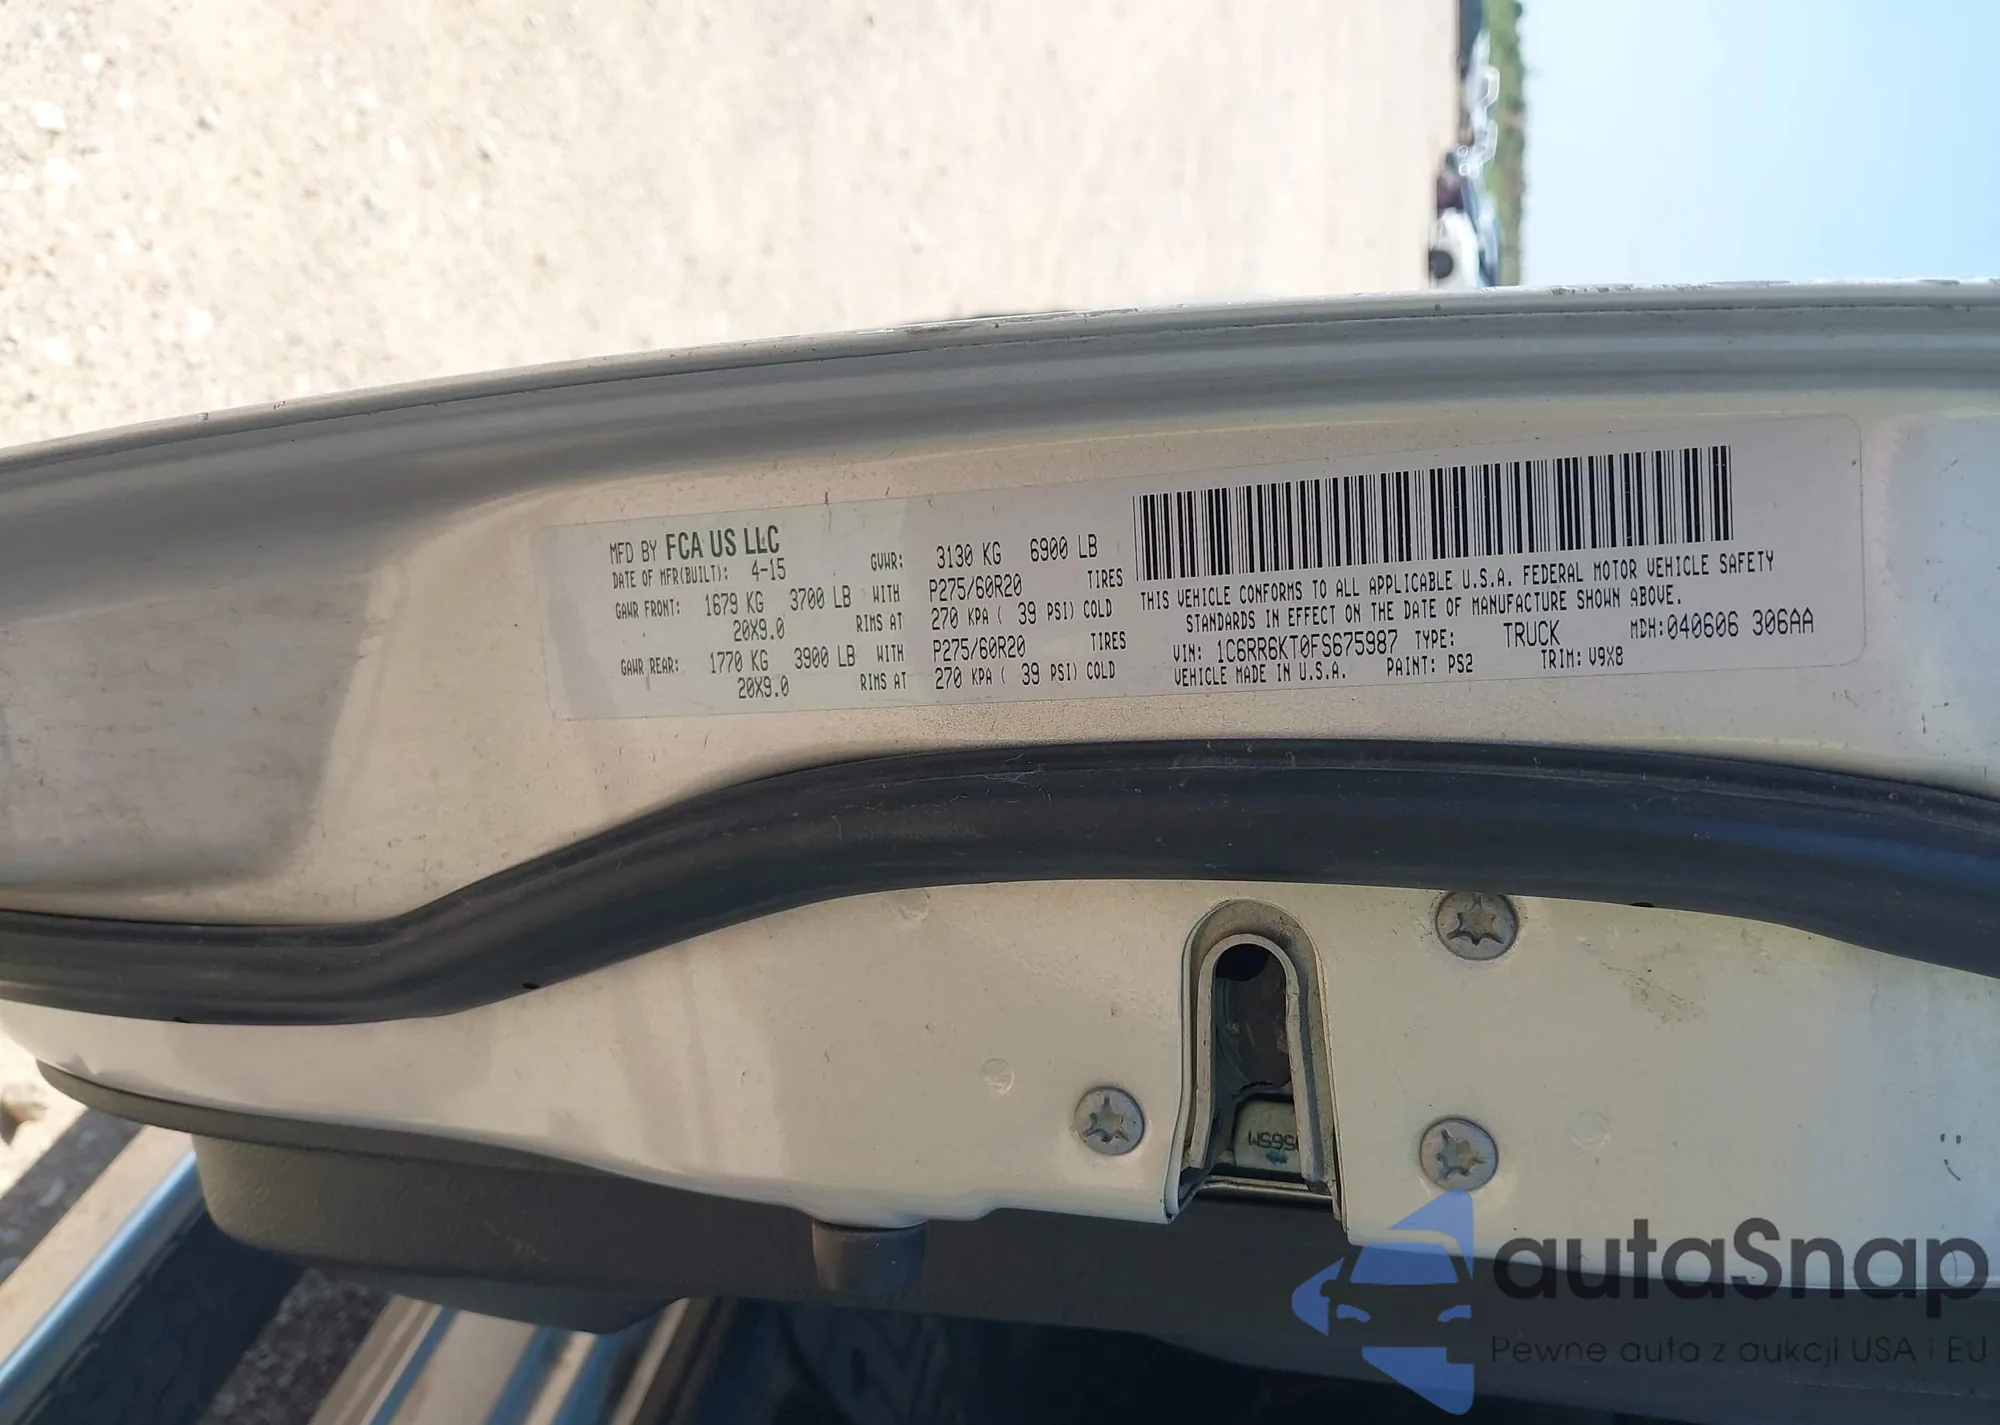 MFD BY FCA US LLC
DATE OF MFR(BUILT): 4-15 GVWR: 3130 KG 6900 LB
GAWR FRONT: 1679 KG 3700 LB WITH P275/60R20 TIRES
20X9.0 RIMS AT 270 KPA ( 39 PSI) COLD
GAWR REAR: 1770 KG 3900 LB WITH P275/60R20 TIRES
20X9.0 RIMS AT 270 KPA ( 39 PSI) COLD
THIS VEHICLE CONFORMS TO ALL APPLICABLE U.S.A. FEDERAL MOTOR VEHICLE SAFETY
STANDARDS IN EFFECT ON THE DATE OF MANUFACTURE SHOWN ABOVE.
VIN: 1C6RR6KT0FS675987 TYPE: TRUCK MDH:040606 306AA
VEHICLE MADE IN U.S.A. PAINT: PS2 TRIM: V9X8
autaSnap
Pewne auta z aukcji USA i EU